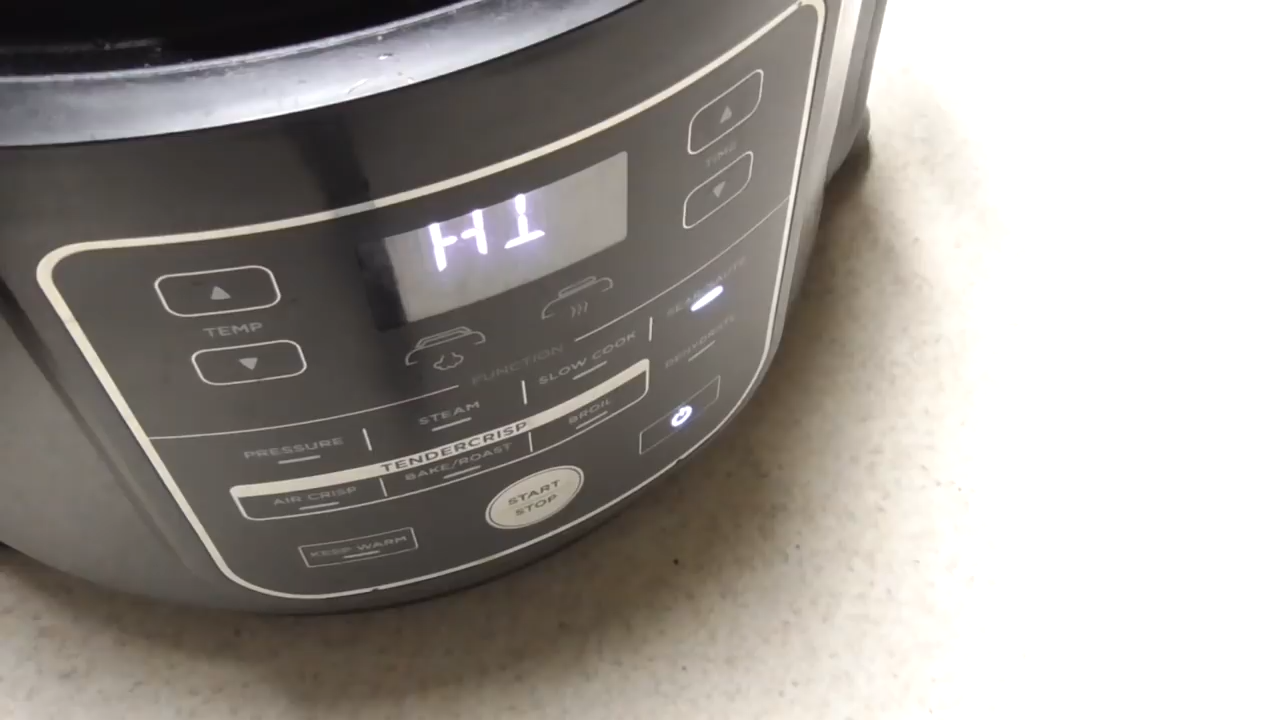 HI
TIME
TEMP
FUNCTION
PRESSURE
STEAM
SLOW COOK
SEAR/SAUTÉ
TENDERCRISP
AIR CRISP
BAKE/ROAST
BROIL
DEHYDRATE
KEEP WARM
START
STOP